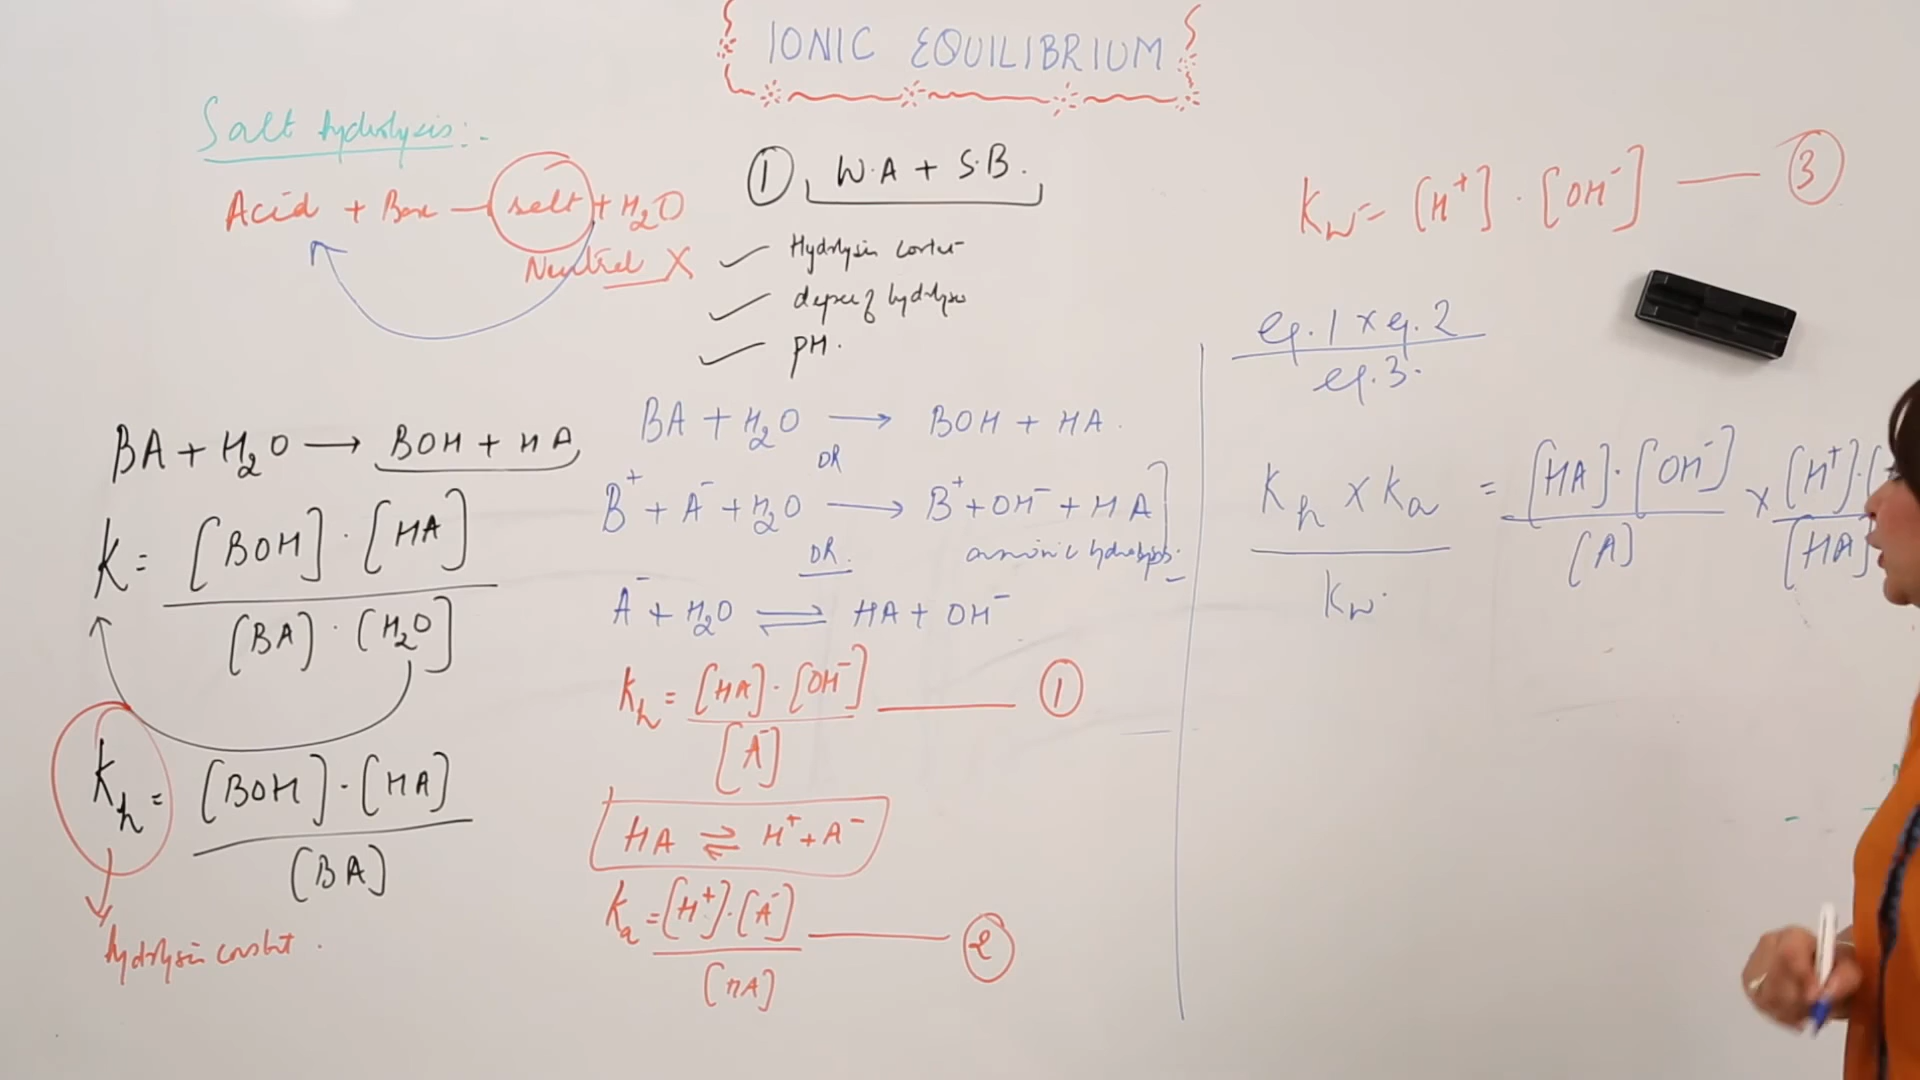 IONIC EQUILIBRIUM
Salt hydrolysis:-
Acid + Base — salt + H2O
Neutral X
① W.A + S.B.
✓ Hydrolysis
✓ degree of hydrolysis
✓ PH.
BA + H2O ⟶ BOH + HA
K = [BOH] · [HA]
[BA] · [H2O]
Kh = [BOH] · [HA]
[BA]
hydrolysis constt.
BA + H2O ⟶ BOH + HA.
OR
B+ + A- + H2O ⟶ B+ + OH- + HA]
OR.
anionic hydrolysis.
A- + H2O ⇌ HA + OH-
Kh = [HA] · [OH-] — ①
[A-]
HA ⇌ H+ + A-
Ka = [H+] · [A-] — ②
[HA]
Kw = [H+] · [OH-] — ③
eq. 1 x eq. 2
eq. 3.
Kh x Ka = [HA] · [OH-] x [H+] · [
Kw. [A] [HA]